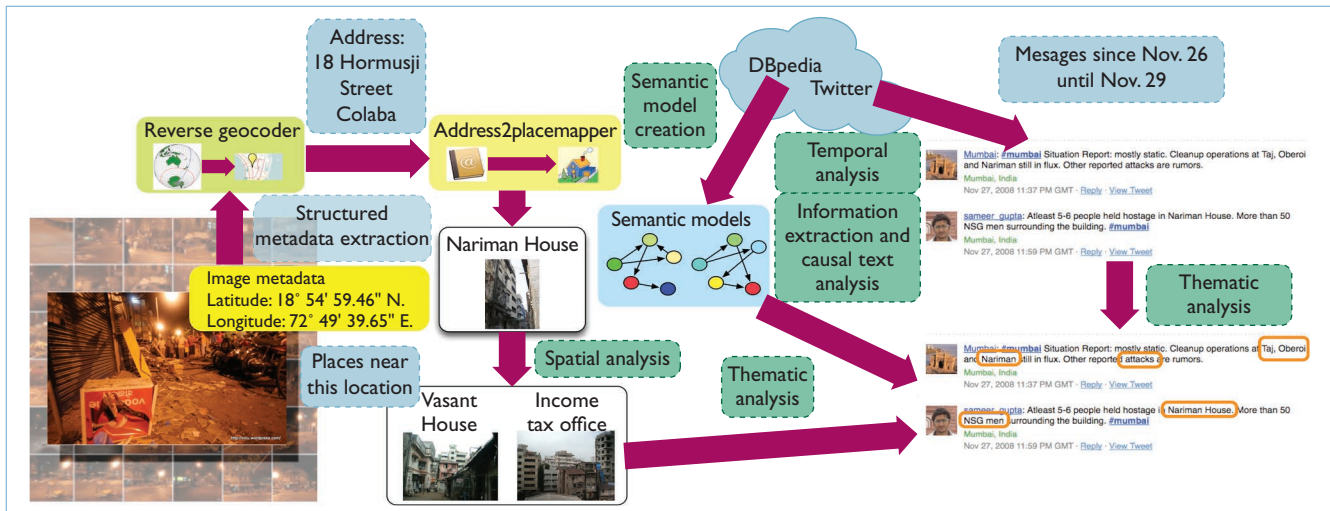 Address:
18 Hormusji
Street
Colaba
Reverse geocoder
Address2placemapper
@
Structured
metadata extraction
Image metadata
Latitude: 18° 54' 59.46" N.
Longitude: 72° 49' 39.65" E.
http://vinu.wordpress.com/
Places near
this location
Nariman House
Spatial analysis
Vasant
House
Income
tax office
Semantic
model
creation
DBpedia
Twitter
Semantic models
Temporal
analysis
Information
extraction and
causal text
analysis
Thematic
analysis
Mesages since Nov. 26
until Nov. 29
Mumbai: #mumbai Situation Report: mostly static. Cleanup operations at Taj, Oberoi
and Nariman still in flux. Other reported attacks are rumors.
Mumbai, India
Nov 27, 2008 11:37 PM GMT · Reply · View Tweet
sameer_gupta: Atleast 5-6 people held hostage in Nariman House. More than 50
NSG men surrounding the building. #mumbai
Mumbai, India
Nov 27, 2008 11:59 PM GMT · Reply · View Tweet
Thematic
analysis
Mumbai: #mumbai Situation Report: mostly static. Cleanup operations at Taj, Oberoi
and Nariman still in flux. Other reported attacks are rumors.
Mumbai, India
Nov 27, 2008 11:37 PM GMT · Reply · View Tweet
sameer_gupta: Atleast 5-6 people held hostage in Nariman House. More than 50
NSG men surrounding the building. #mumbai
Mumbai, India
Nov 27, 2008 11:59 PM GMT · Reply · View Tweet